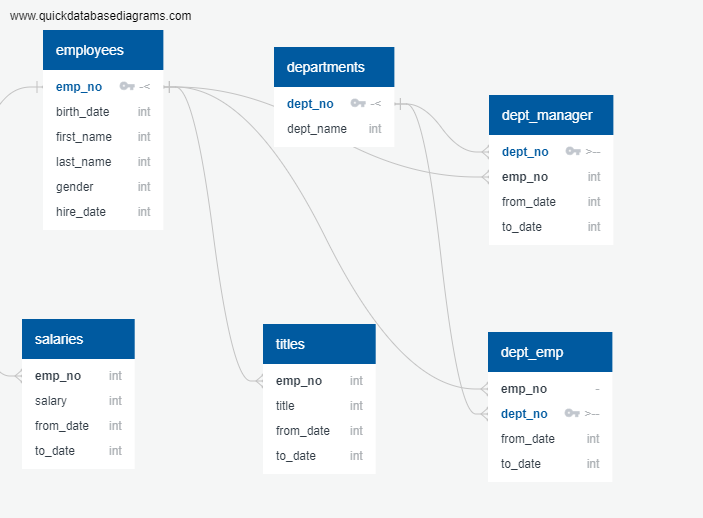 www.quickdatabasediagrams.com
employees
emp_no -<
birth_date int
first_name int
last_name int
gender int
hire_date int
departments
dept_no -<
dept_name int
dept_manager
dept_no >--
emp_no int
from_date int
to_date int
salaries
emp_no int
salary int
from_date int
to_date int
titles
emp_no int
title int
from_date int
to_date int
dept_emp
emp_no -
dept_no >--
from_date int
to_date int